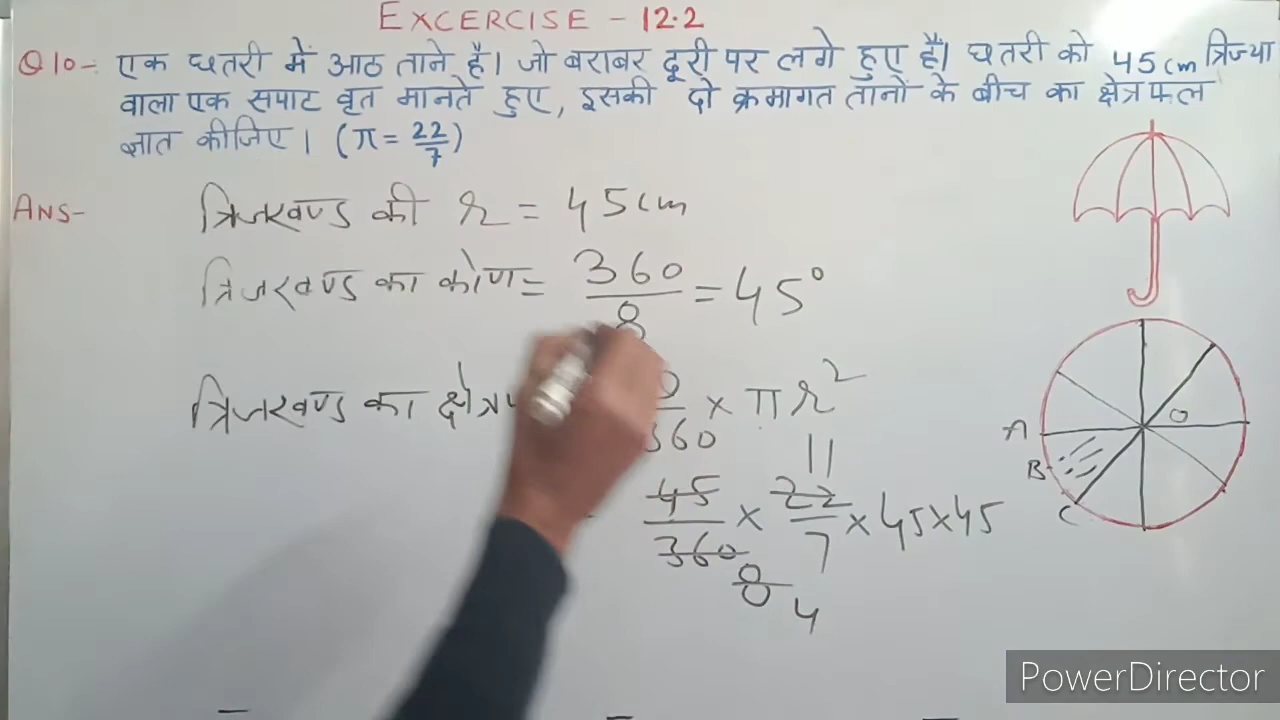 EXCERCISE - 12.2
Q10- एक छतरी में आठ ताने है। जो बराबर दूरी पर लगे हुए हैं। छतरी को 45cm त्रिज्या
वाला एक सपाट वृत मानते हुए, इसकी दो क्रमागत तानों के बीच का क्षेत्रफल
ज्ञात कीजिए। (π = 22/7)
ANS- त्रिजखण्ड की r = 45cm
त्रिजखण्ड का कोण = 360/8 = 45°
त्रिजखण्ड का × πr²
360
11
45/360 × 22/7 × 45×45
8 4
A
B
C
O
PowerDirector